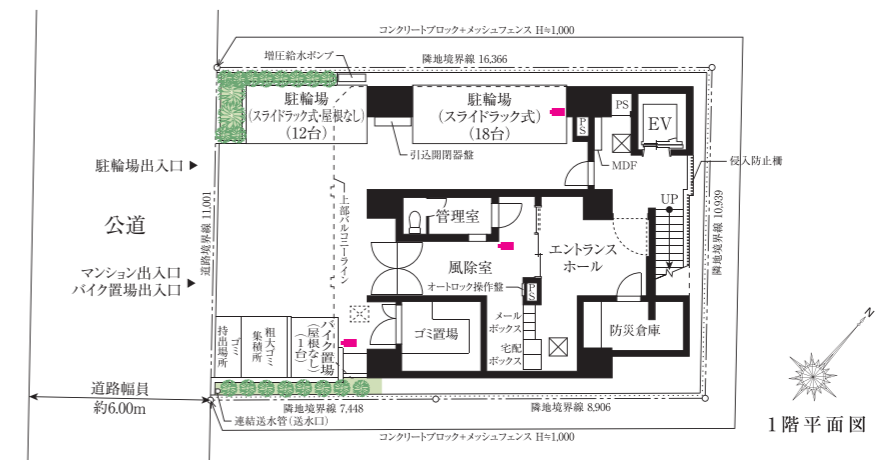 コンクリートブロック+メッシュフェンス H≒1,000
増圧給水ポンプ
隣地境界線 16,366
駐輪場
(スライドラック式・屋根なし)
(12台)
駐輪場
(スライドラック式)
(18台)
PS
PS
EV
引込開閉器盤
MDF
侵入防止柵
駐輪場出入口
公道
道路境界線 11,001
上部バルコニーライン
管理室
UP
隣地境界線 10,939
マンション出入口
バイク置場出入口
風除室
エントランス
ホール
オートロック操作盤
PS
メール
ボックス
宅配
ボックス
防災倉庫
ゴミ置場
ゴミ
持出場所
粗大ゴミ
集積所
バイク置場
(屋根なし)
(1台)
道路幅員
約6.00m
連結送水管(送水口)
隣地境界線 7,448
隣地境界線 8,906
コンクリートブロック+メッシュフェンス H≒1,000
N
1階平面図